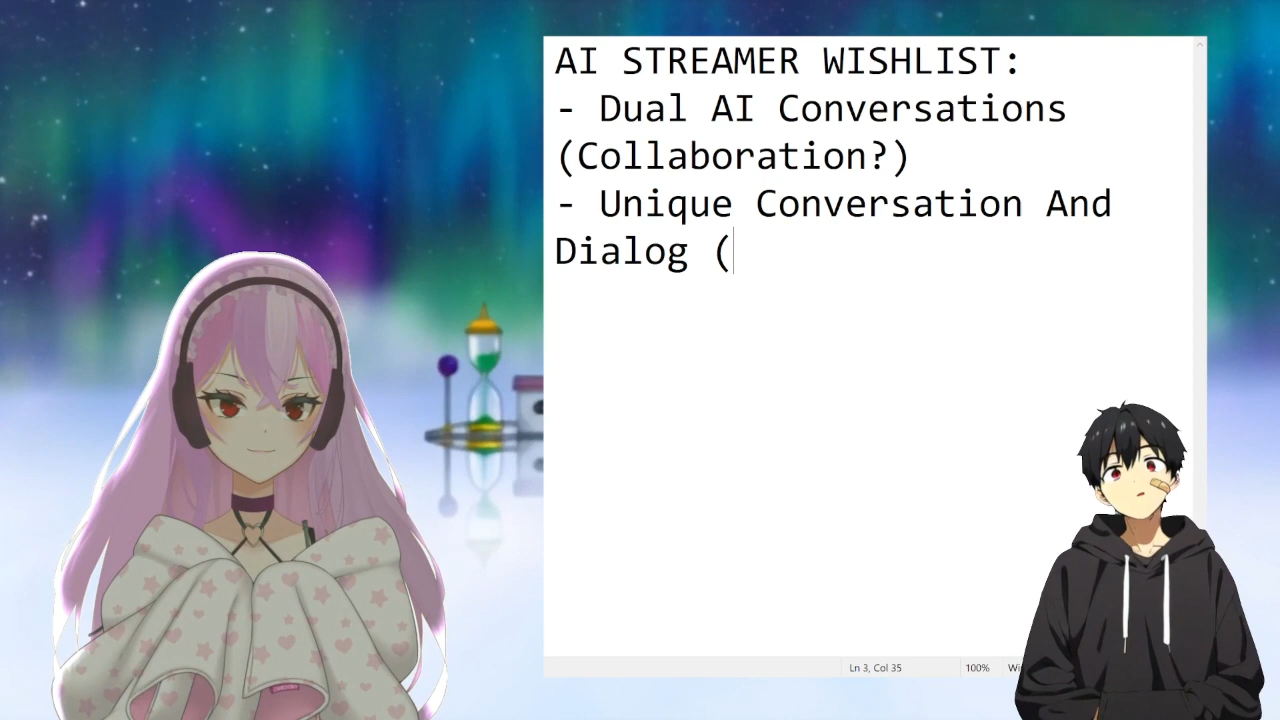 AI STREAMER WISHLIST:
- Dual AI Conversations
(Collaboration?)
- Unique Conversation And
Dialog (
Ln 3, Col 35
100%